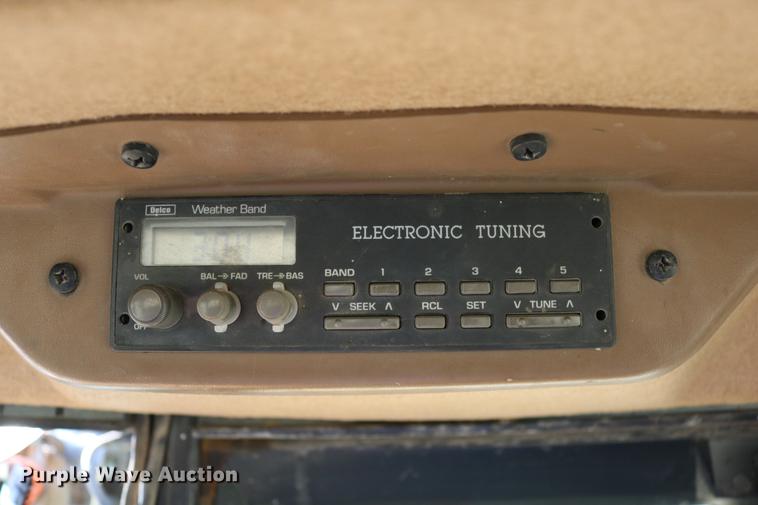 Delco Weather Band
ELECTRONIC TUNING
VOL BAL FAD TRE BAS
BAND 1 2 3 4 5
V SEEK Λ RCL SET V TUNE Λ
OFF
Purple Wave Auction